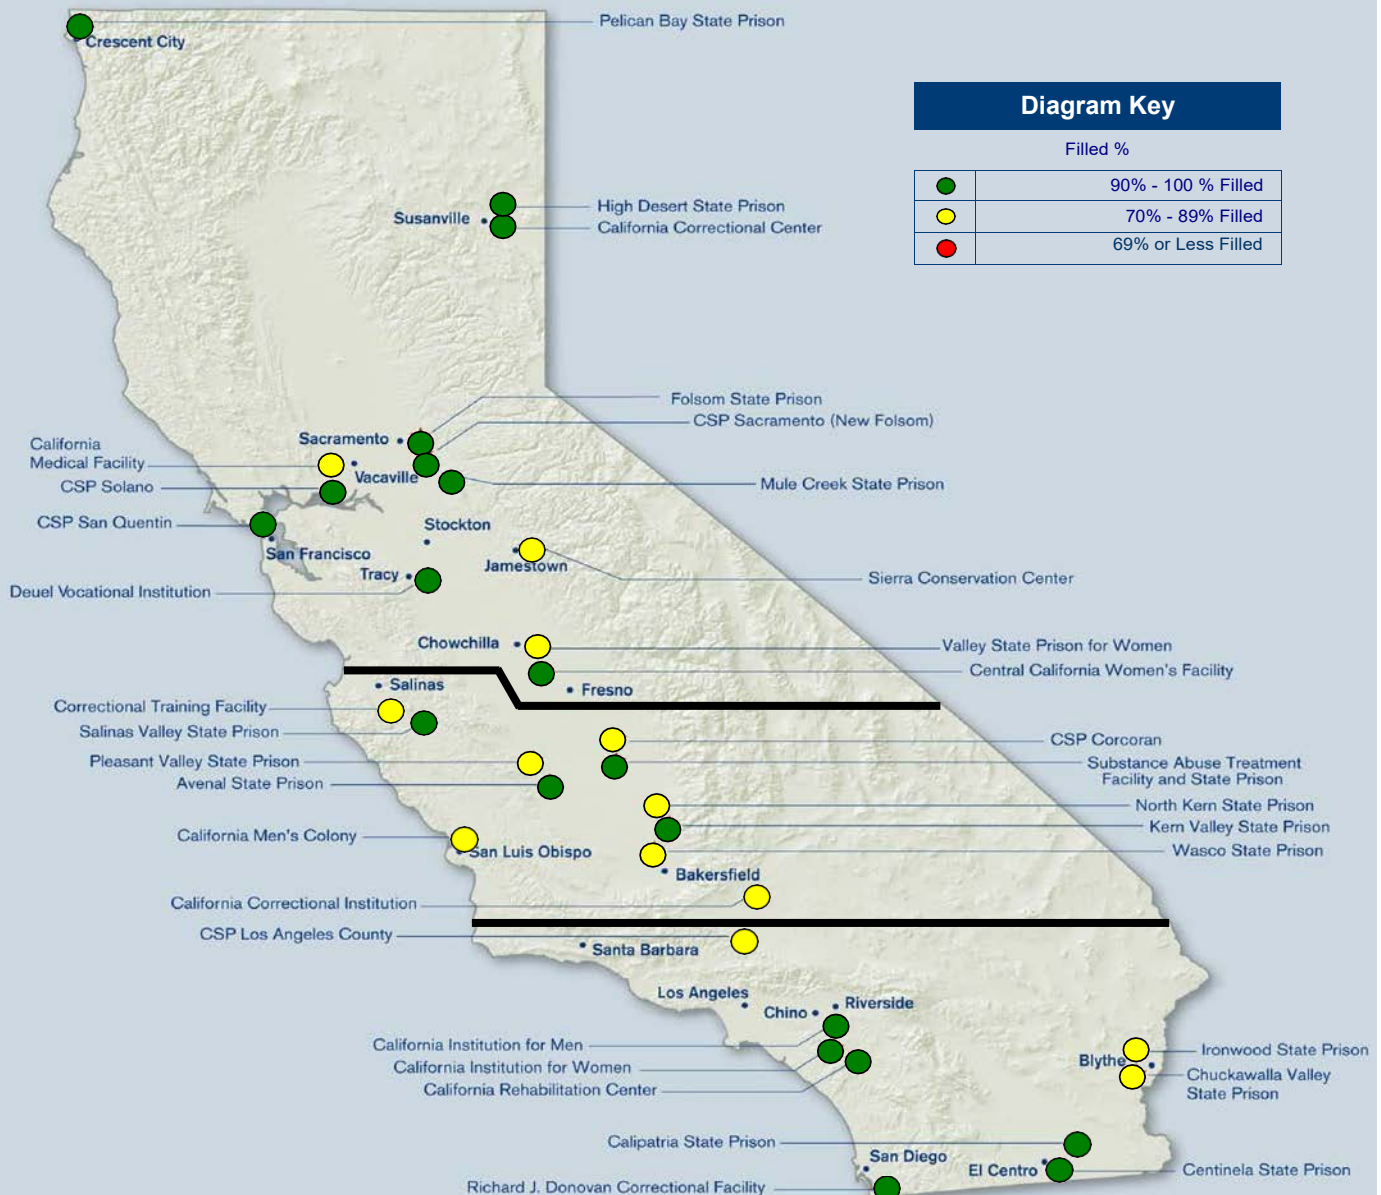 Pelican Bay State Prison
Crescent City
Diagram Key
Filled %
90% - 100 % Filled
70% - 89% Filled
69% or Less Filled
High Desert State Prison
Susanville
California Correctional Center
Folsom State Prison
CSP Sacramento (New Folsom)
Sacramento
California
Medical Facility
Vacaville
CSP Solano
Mule Creek State Prison
CSP San Quentin
Stockton
San Francisco
Jamestown
Tracy
Sierra Conservation Center
Deuel Vocational Institution
Chowchilla
Valley State Prison for Women
Central California Women's Facility
Salinas
Fresno
Correctional Training Facility
Salinas Valley State Prison
CSP Corcoran
Pleasant Valley State Prison
Substance Abuse Treatment
Facility and State Prison
Avenal State Prison
North Kern State Prison
Kern Valley State Prison
California Men's Colony
San Luis Obispo
Wasco State Prison
Bakersfield
California Correctional Institution
CSP Los Angeles County
Santa Barbara
Los Angeles
Riverside
Chino
California Institution for Men
Ironwood State Prison
Blythe
California Institution for Women
Chuckawalla Valley
State Prison
California Rehabilitation Center
Calipatria State Prison
San Diego
El Centro
Centinela State Prison
Richard J. Donovan Correctional Facility